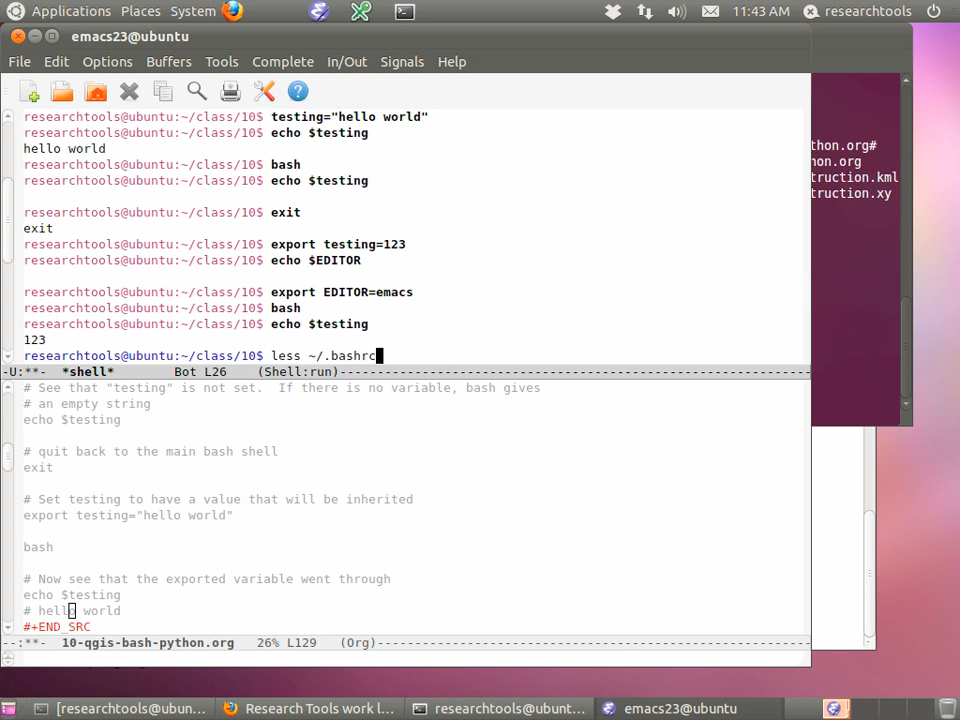 Applications Places System 11:43 AM researchtools
emacs23@ubuntu
File Edit Options Buffers Tools Complete In/Out Signals Help
researchtools@ubuntu:~/class/10$ testing="hello world"
researchtools@ubuntu:~/class/10$ echo $testing
hello world
researchtools@ubuntu:~/class/10$ bash
researchtools@ubuntu:~/class/10$ echo $testing
researchtools@ubuntu:~/class/10$ exit
exit
researchtools@ubuntu:~/class/10$ export testing=123
researchtools@ubuntu:~/class/10$ echo $EDITOR
researchtools@ubuntu:~/class/10$ export EDITOR=emacs
researchtools@ubuntu:~/class/10$ bash
researchtools@ubuntu:~/class/10$ echo $testing
123
researchtools@ubuntu:~/class/10$ less ~/.bashrc
-U:**- *shell* Bot L26 (Shell:run)
# See that "testing" is not set. If there is no variable, bash gives
# an empty string
echo $testing
# quit back to the main bash shell
exit
# Set testing to have a value that will be inherited
export testing="hello world"
bash
# Now see that the exported variable went through
echo $testing
# hello world
#+END_SRC
--:**- 10-qgis-bash-python.org 26% L129 (Org)
thon.org#
hon.org
truction.kml
truction.xy
[researchtools@ubun... Research Tools work l... researchtools@ubunt... emacs23@ubuntu